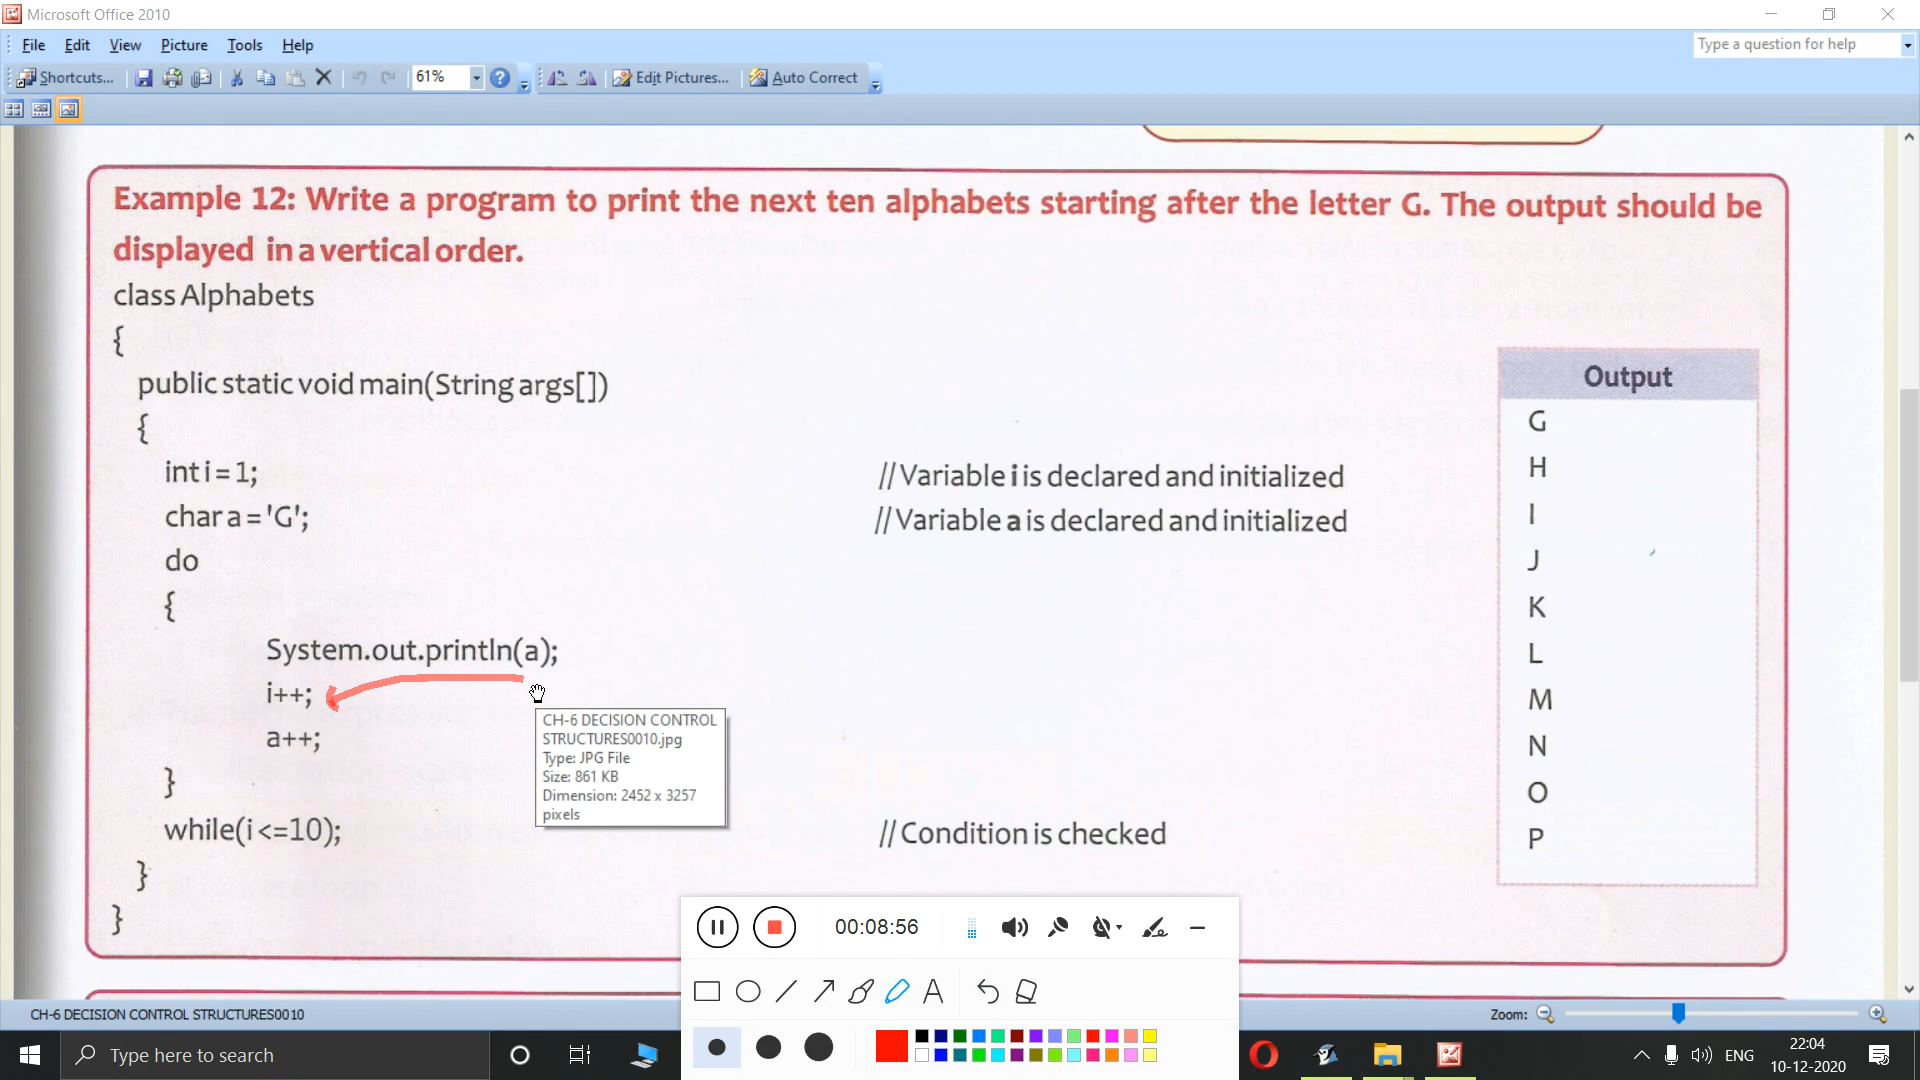 Microsoft Office 2010
File Edit View Picture Tools Help
Type a question for help
Shortcuts... 61% Edit Pictures... Auto Correct
Example 12: Write a program to print the next ten alphabets starting after the letter G. The output should be
displayed in a vertical order.
class Alphabets
{
public static void main(String args[])
{
int i = 1; //Variable i is declared and initialized
char a = 'G'; //Variable a is declared and initialized
do
{
System.out.println(a);
i++;
a++;
}
while(i<=10); //Condition is checked
}
}
Output
G
H
I
J
K
L
M
N
O
P
CH-6 DECISION CONTROL
STRUCTURES0010.jpg
Type: JPG File
Size: 861 KB
Dimension: 2452 x 3257
pixels
00:08:56
CH-6 DECISION CONTROL STRUCTURES0010
Zoom:
Type here to search
ENG
22:04
10-12-2020